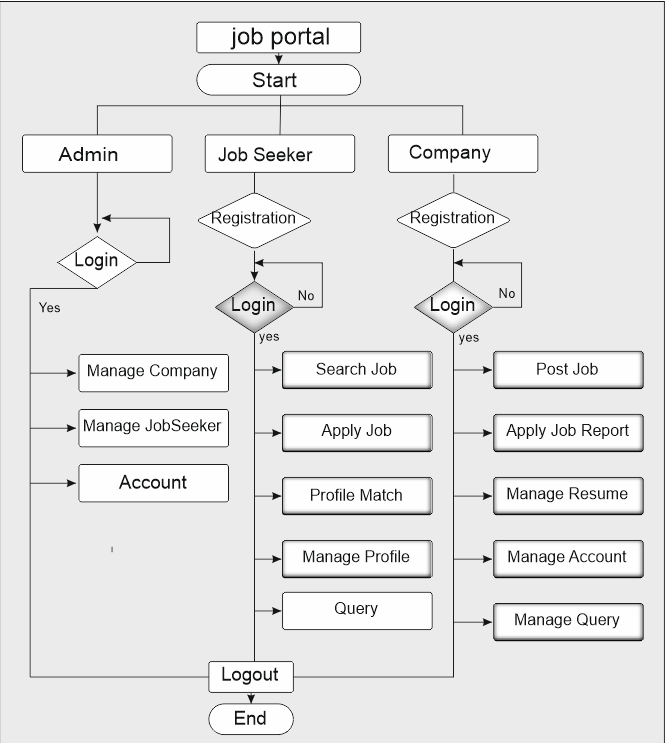 job portal
Start
Admin
Job Seeker
Company
Registration
Registration
Login
Login
No
Login
No
Yes
yes
yes
Manage Company
Search Job
Post Job
Manage JobSeeker
Apply Job
Apply Job Report
Account
Profile Match
Manage Resume
Manage Profile
Manage Account
Query
Manage Query
Logout
End